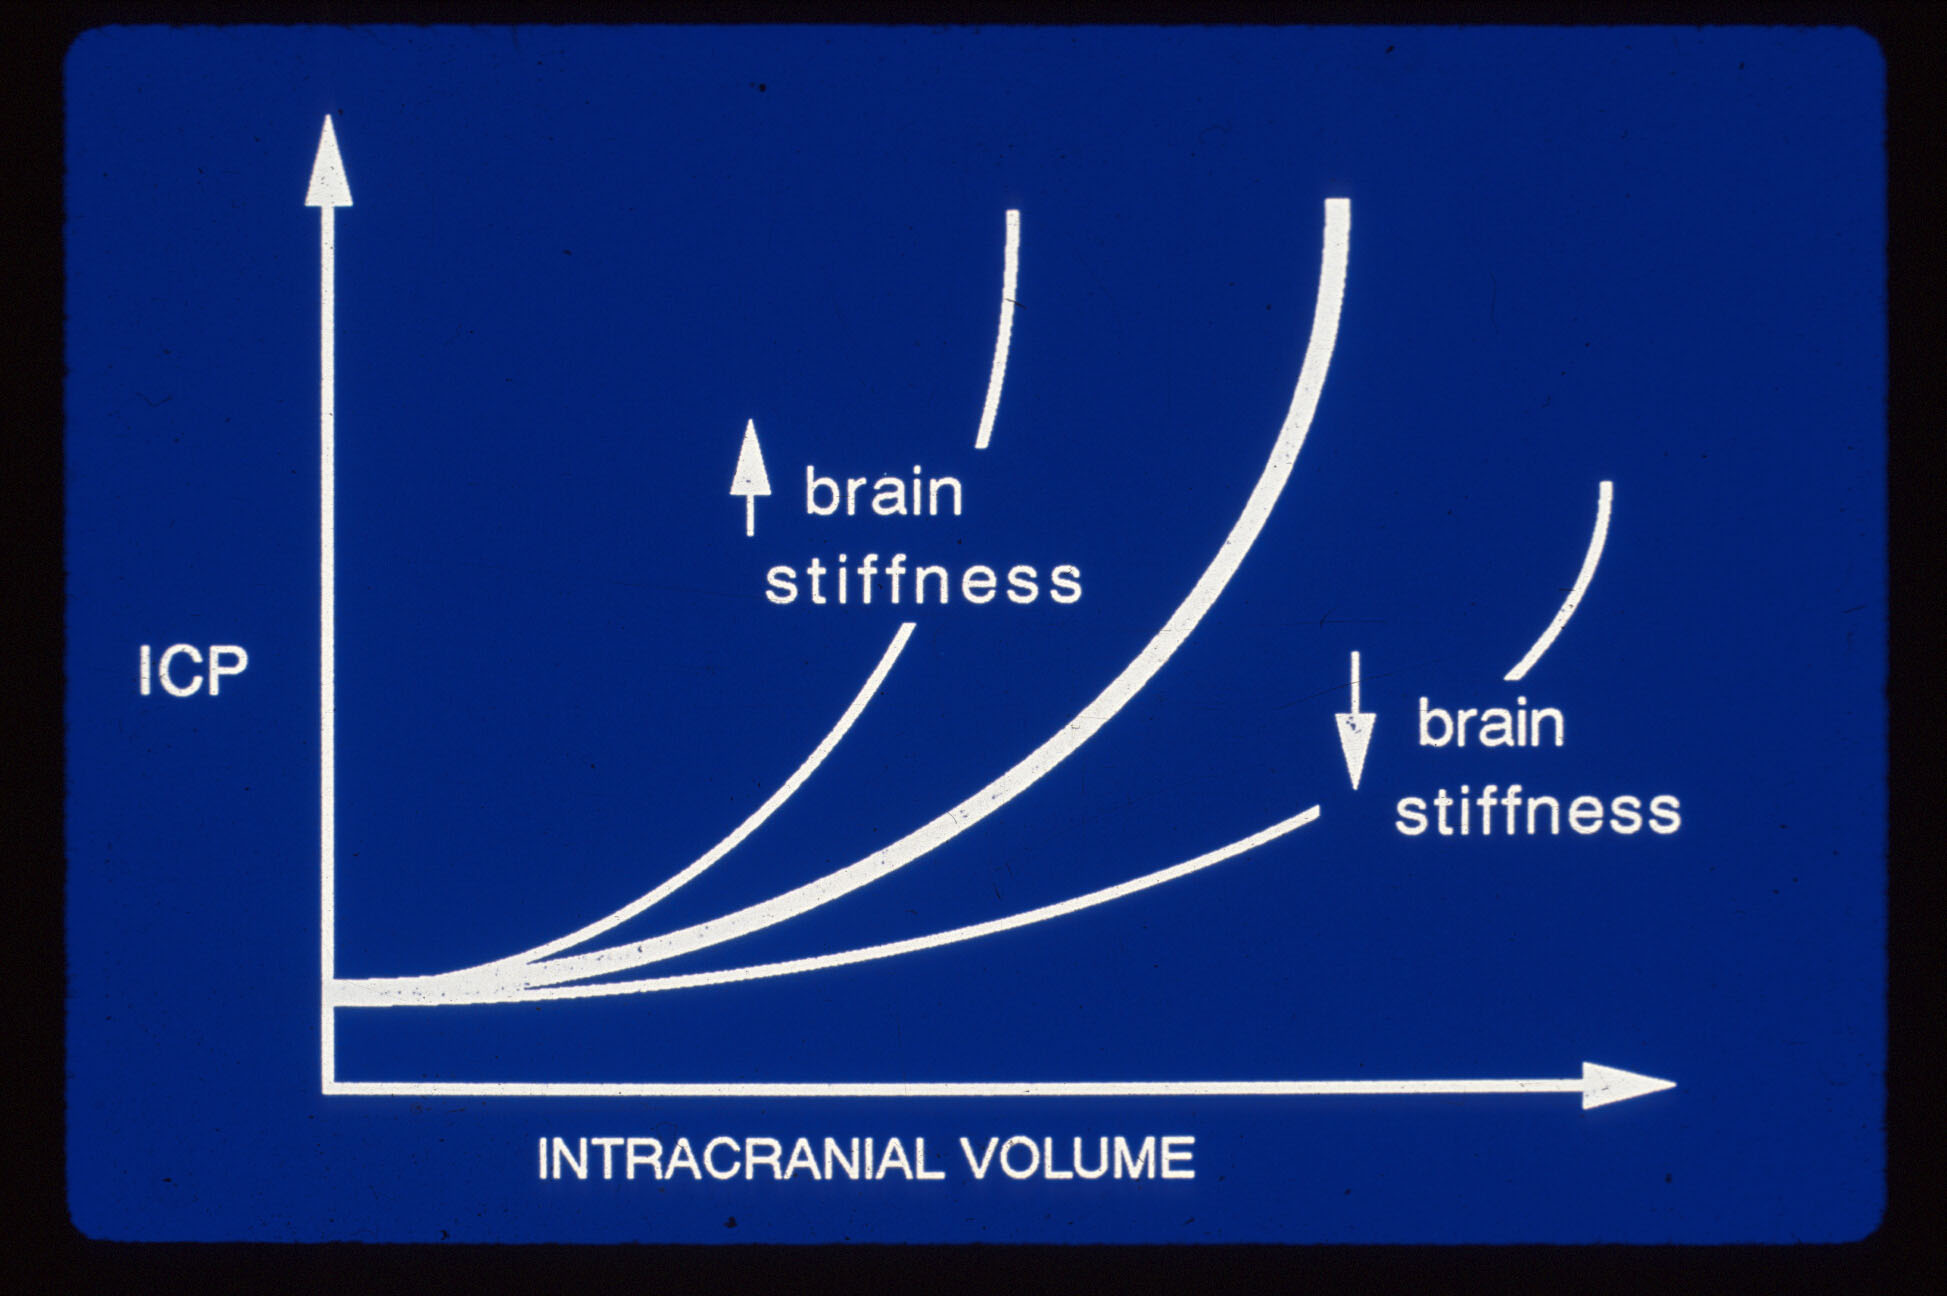 brain
stiffness
ICP
brain
stiffness
INTRACRANIAL VOLUME